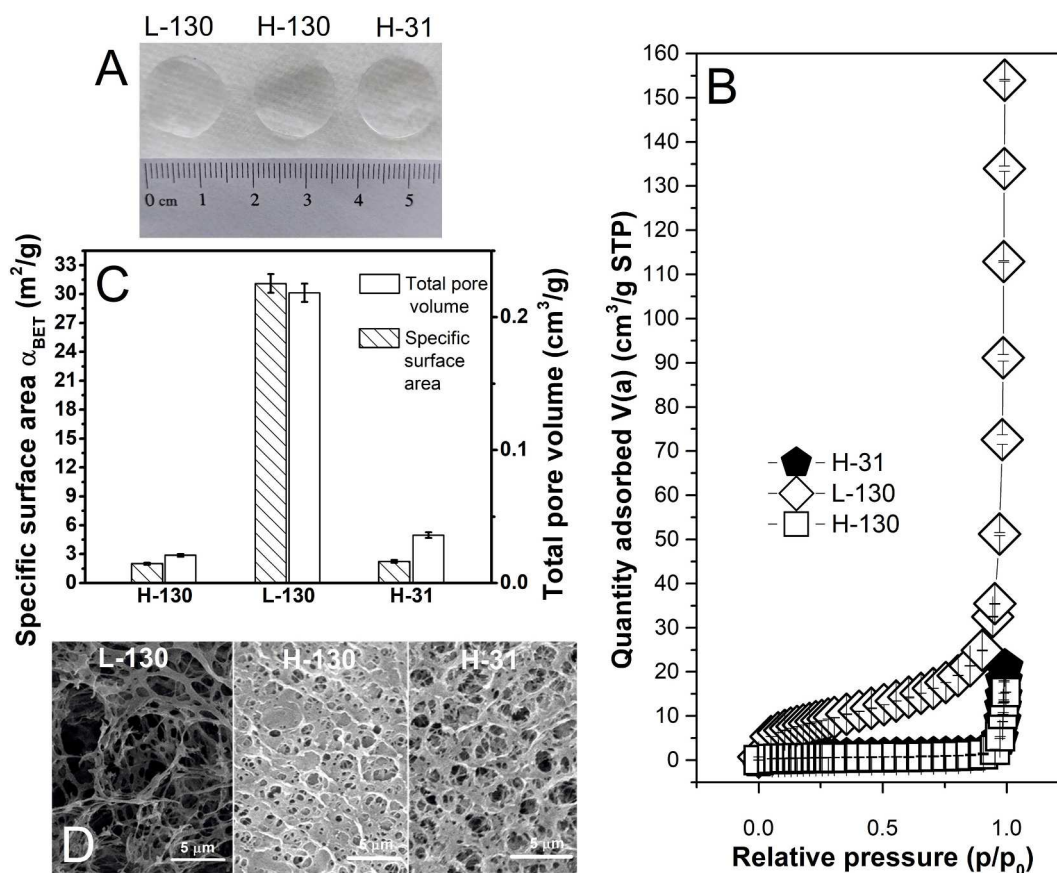 L-130 H-130 H-31
A
0 cm 1 2 3 4 5
B
160
150
140
130
120
110
100
90
80
70
60
50
40
30
20
10
0
Quantity adsorbed V(a) (cm³/g STP)
H-31
L-130
H-130
0.0 0.5 1.0
Relative pressure (p/p₀)
C
33
30
27
24
21
18
15
12
9
6
3
0
Specific surface area α_BET (m²/g)
Total pore
volume
Specific
surface
area
0.2
0.1
0.0
Total pore volume (cm³/g)
H-130 L-130 H-31
L-130 H-130 H-31
D 5 μm 5 μm 5 μm